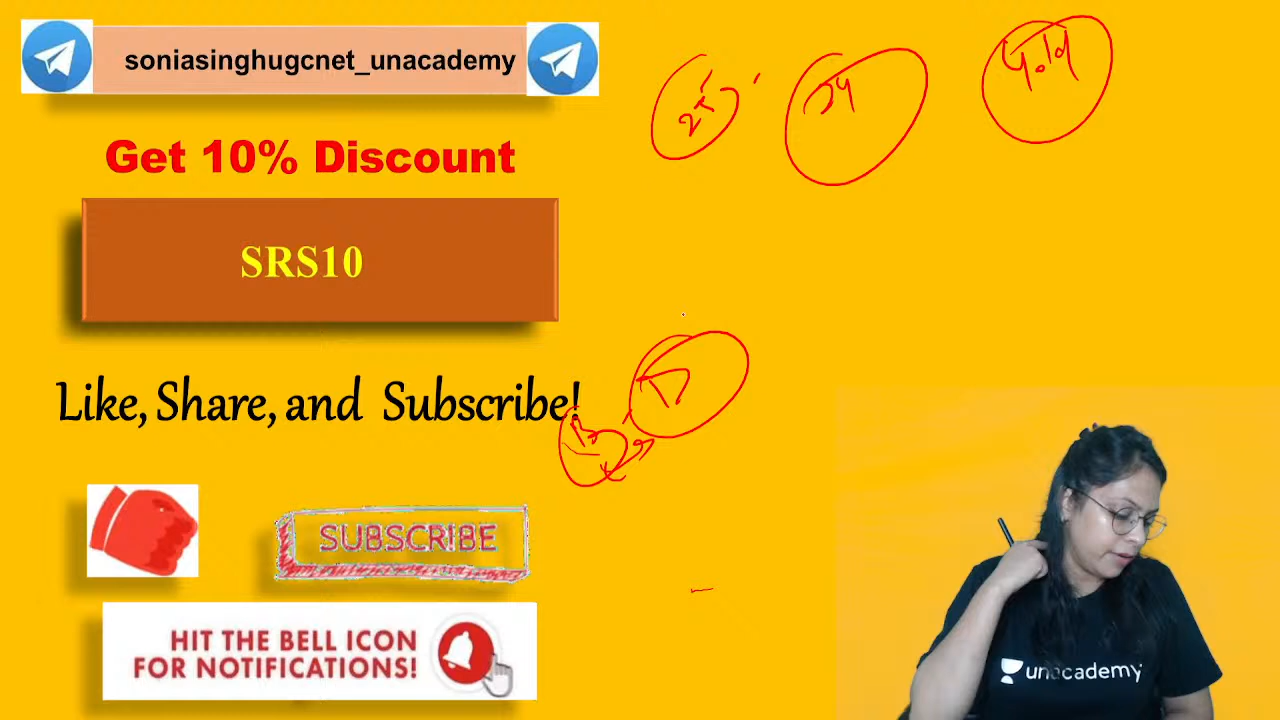 soniasinghugcnet_unacademy
Get 10% Discount
SRS10
Like, Share, and Subscribe!
SUBSCRIBE
HIT THE BELL ICON
FOR NOTIFICATIONS!
unacademy